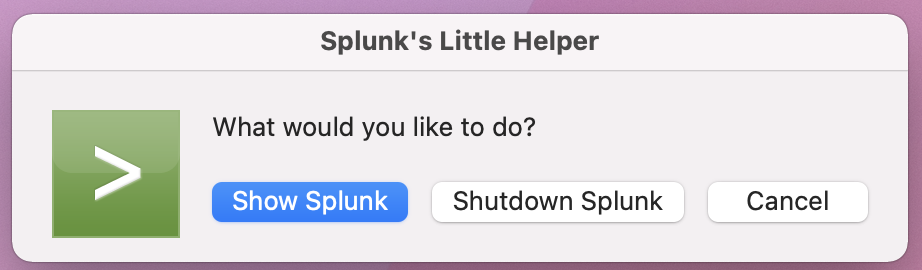 Splunk's Little Helper
What would you like to do?
Show Splunk Shutdown Splunk Cancel